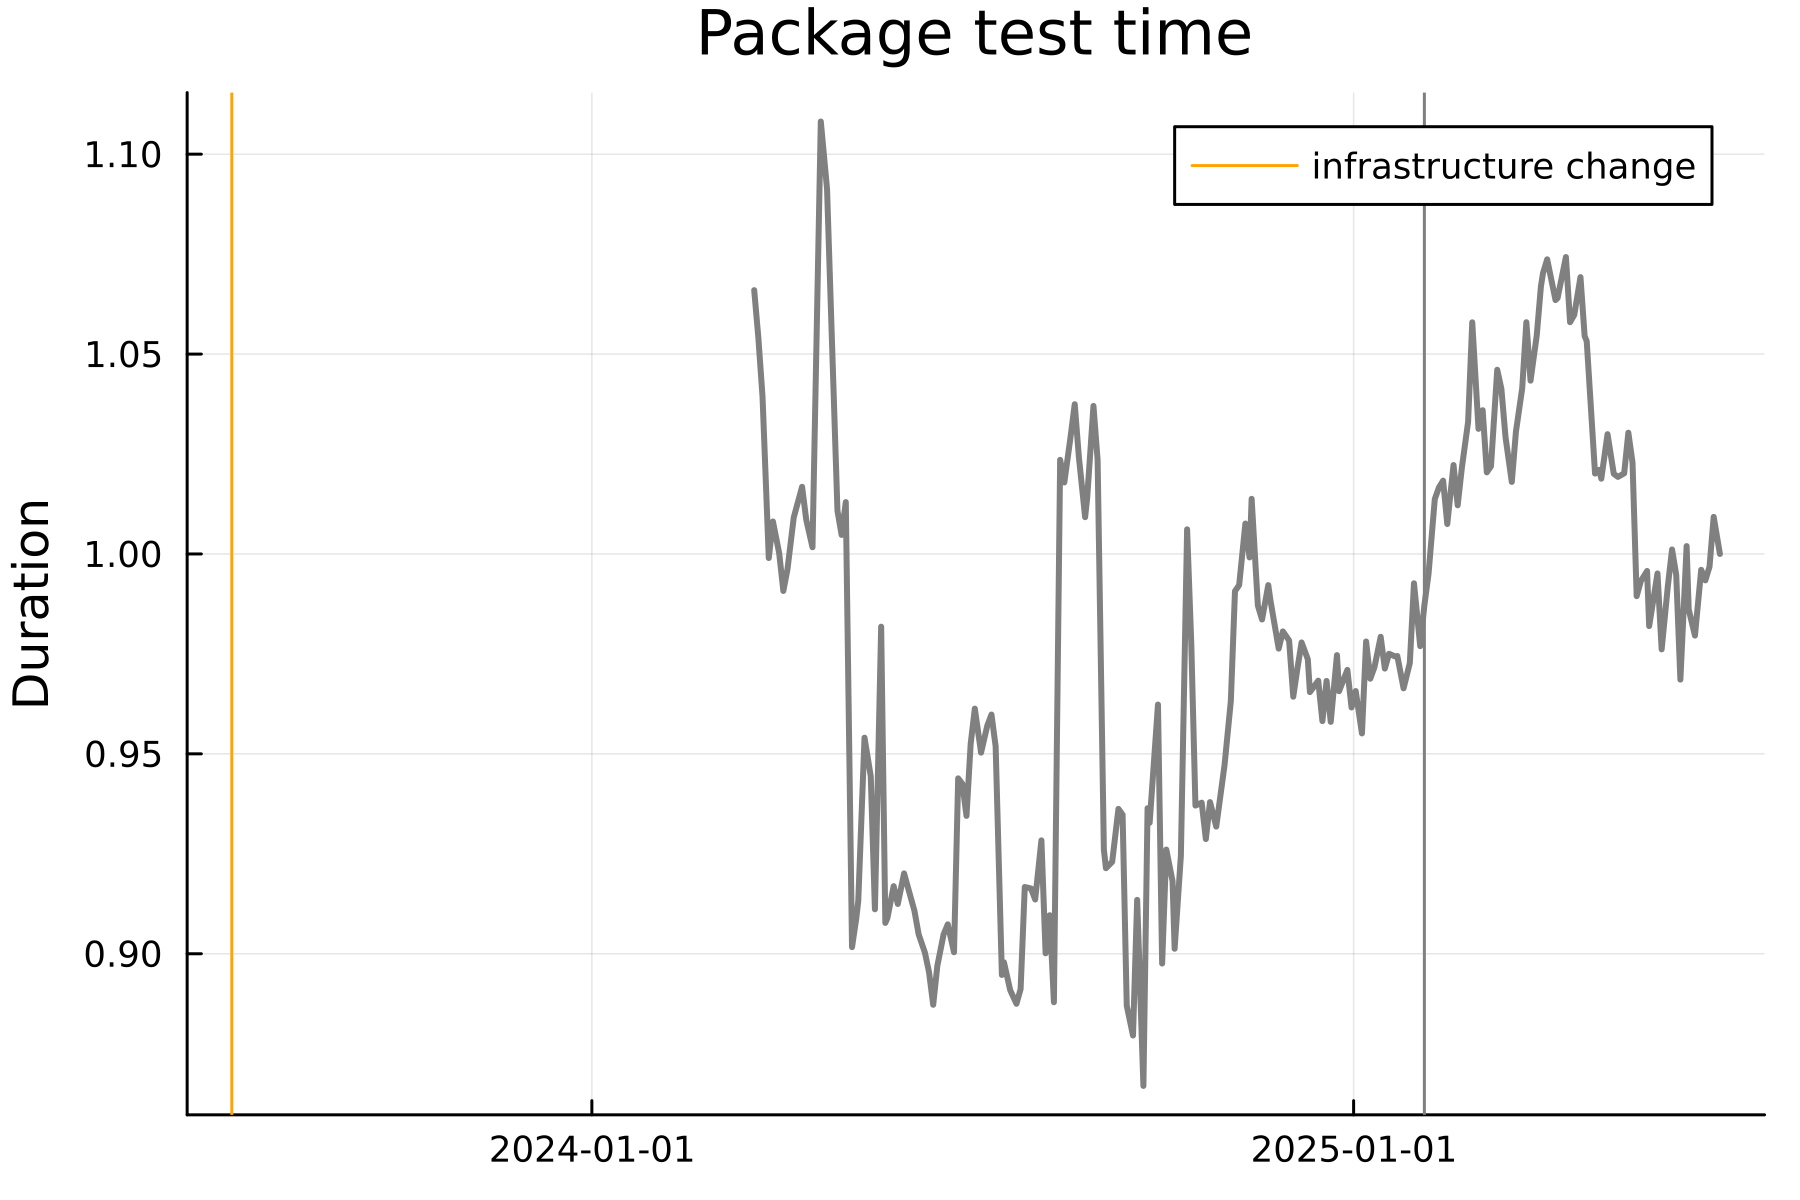 Package test time
infrastructure change
Duration
1.10
1.05
1.00
0.95
0.90
2024-01-01
2025-01-01